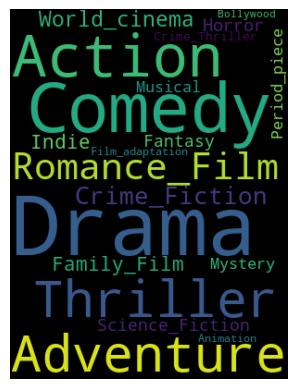 World_cinema
Bollywood
Horror
Crime_Thriller
Action
Period_piece
Musical
Comedy
Indie
Fantasy
Film_adaptation
Romance_Film
Crime_Fiction
Drama
Family_Film
Mystery
Thriller
Science_Fiction
Animation
Adventure